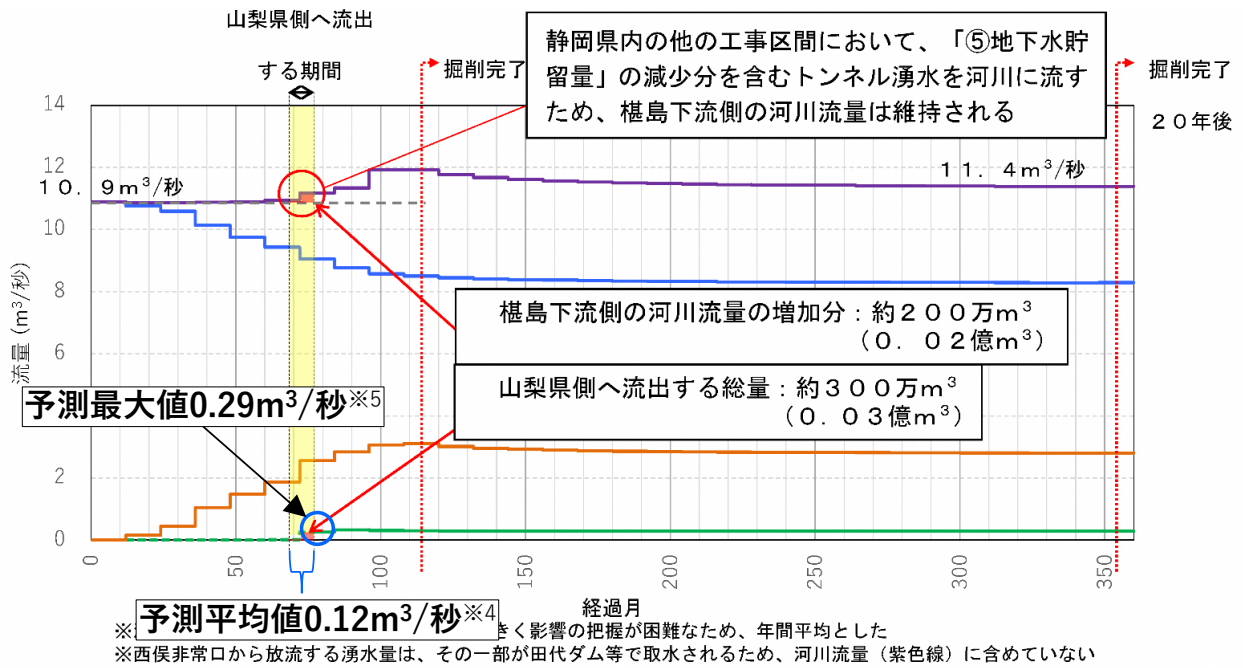 山梨県側へ流出
する期間
掘削完了
静岡県内の他の工事区間において、「⑤地下水貯
留量」の減少分を含むトンネル湧水を河川に流す
ため、椹島下流側の河川流量は維持される
掘削完了
20年後
14
12
10
8
6
4
2
0
流量(m³/秒)
10.9m³/秒
11.4m³/秒
椹島下流側の河川流量の増加分:約200万m³
(0.02億m³)
山梨県側へ流出する総量:約300万m³
(0.03億m³)
予測最大値0.29m³/秒※5
0
50
100
150
200
250
300
350
経過月
予測平均値0.12m³/秒※4
きく影響の把握が困難なため、年間平均とした
※西俣非常口から放流する湧水量は、その一部が田代ダム等で取水されるため、河川流量(紫色線)に含めていない